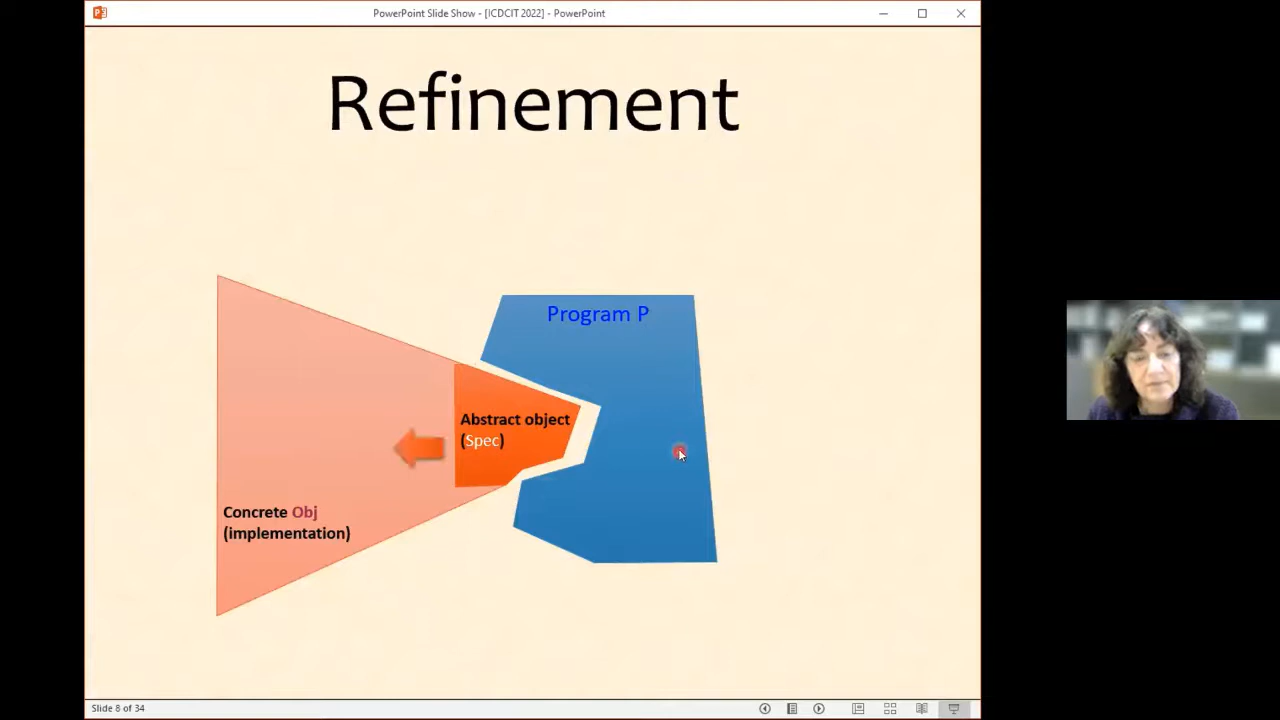 PowerPoint Slide Show - [ICDCIT 2022] - PowerPoint
Refinement
Program P
Abstract object
(Spec)
Concrete Obj
(implementation)
Slide 8 of 34